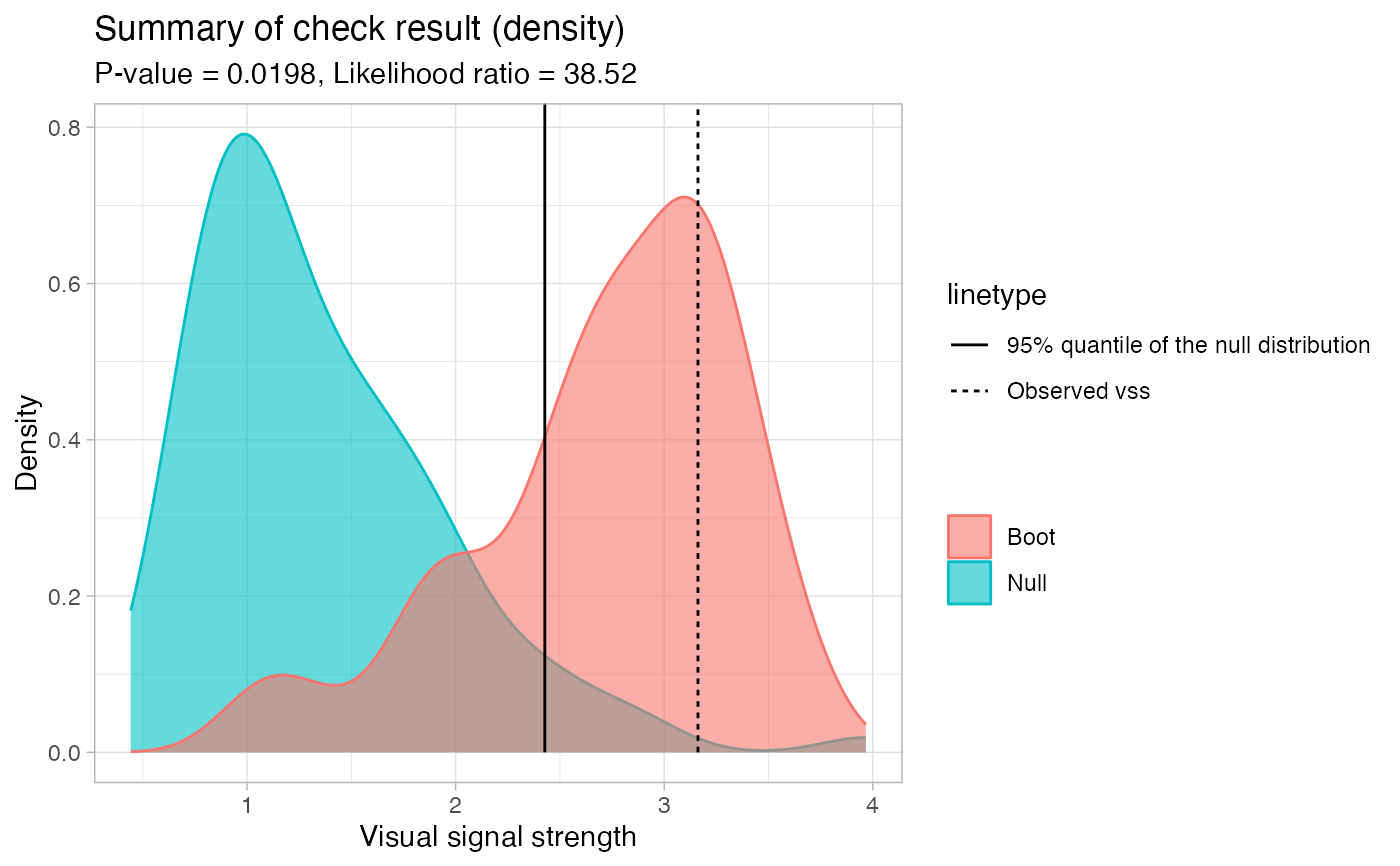 Summary of check result (density)
P-value = 0.0198, Likelihood ratio = 38.52
0.8
0.6
0.4
0.2
0.0
Density
1 2 3 4
Visual signal strength
linetype
95% quantile of the null distribution
Observed vss
Boot
Null